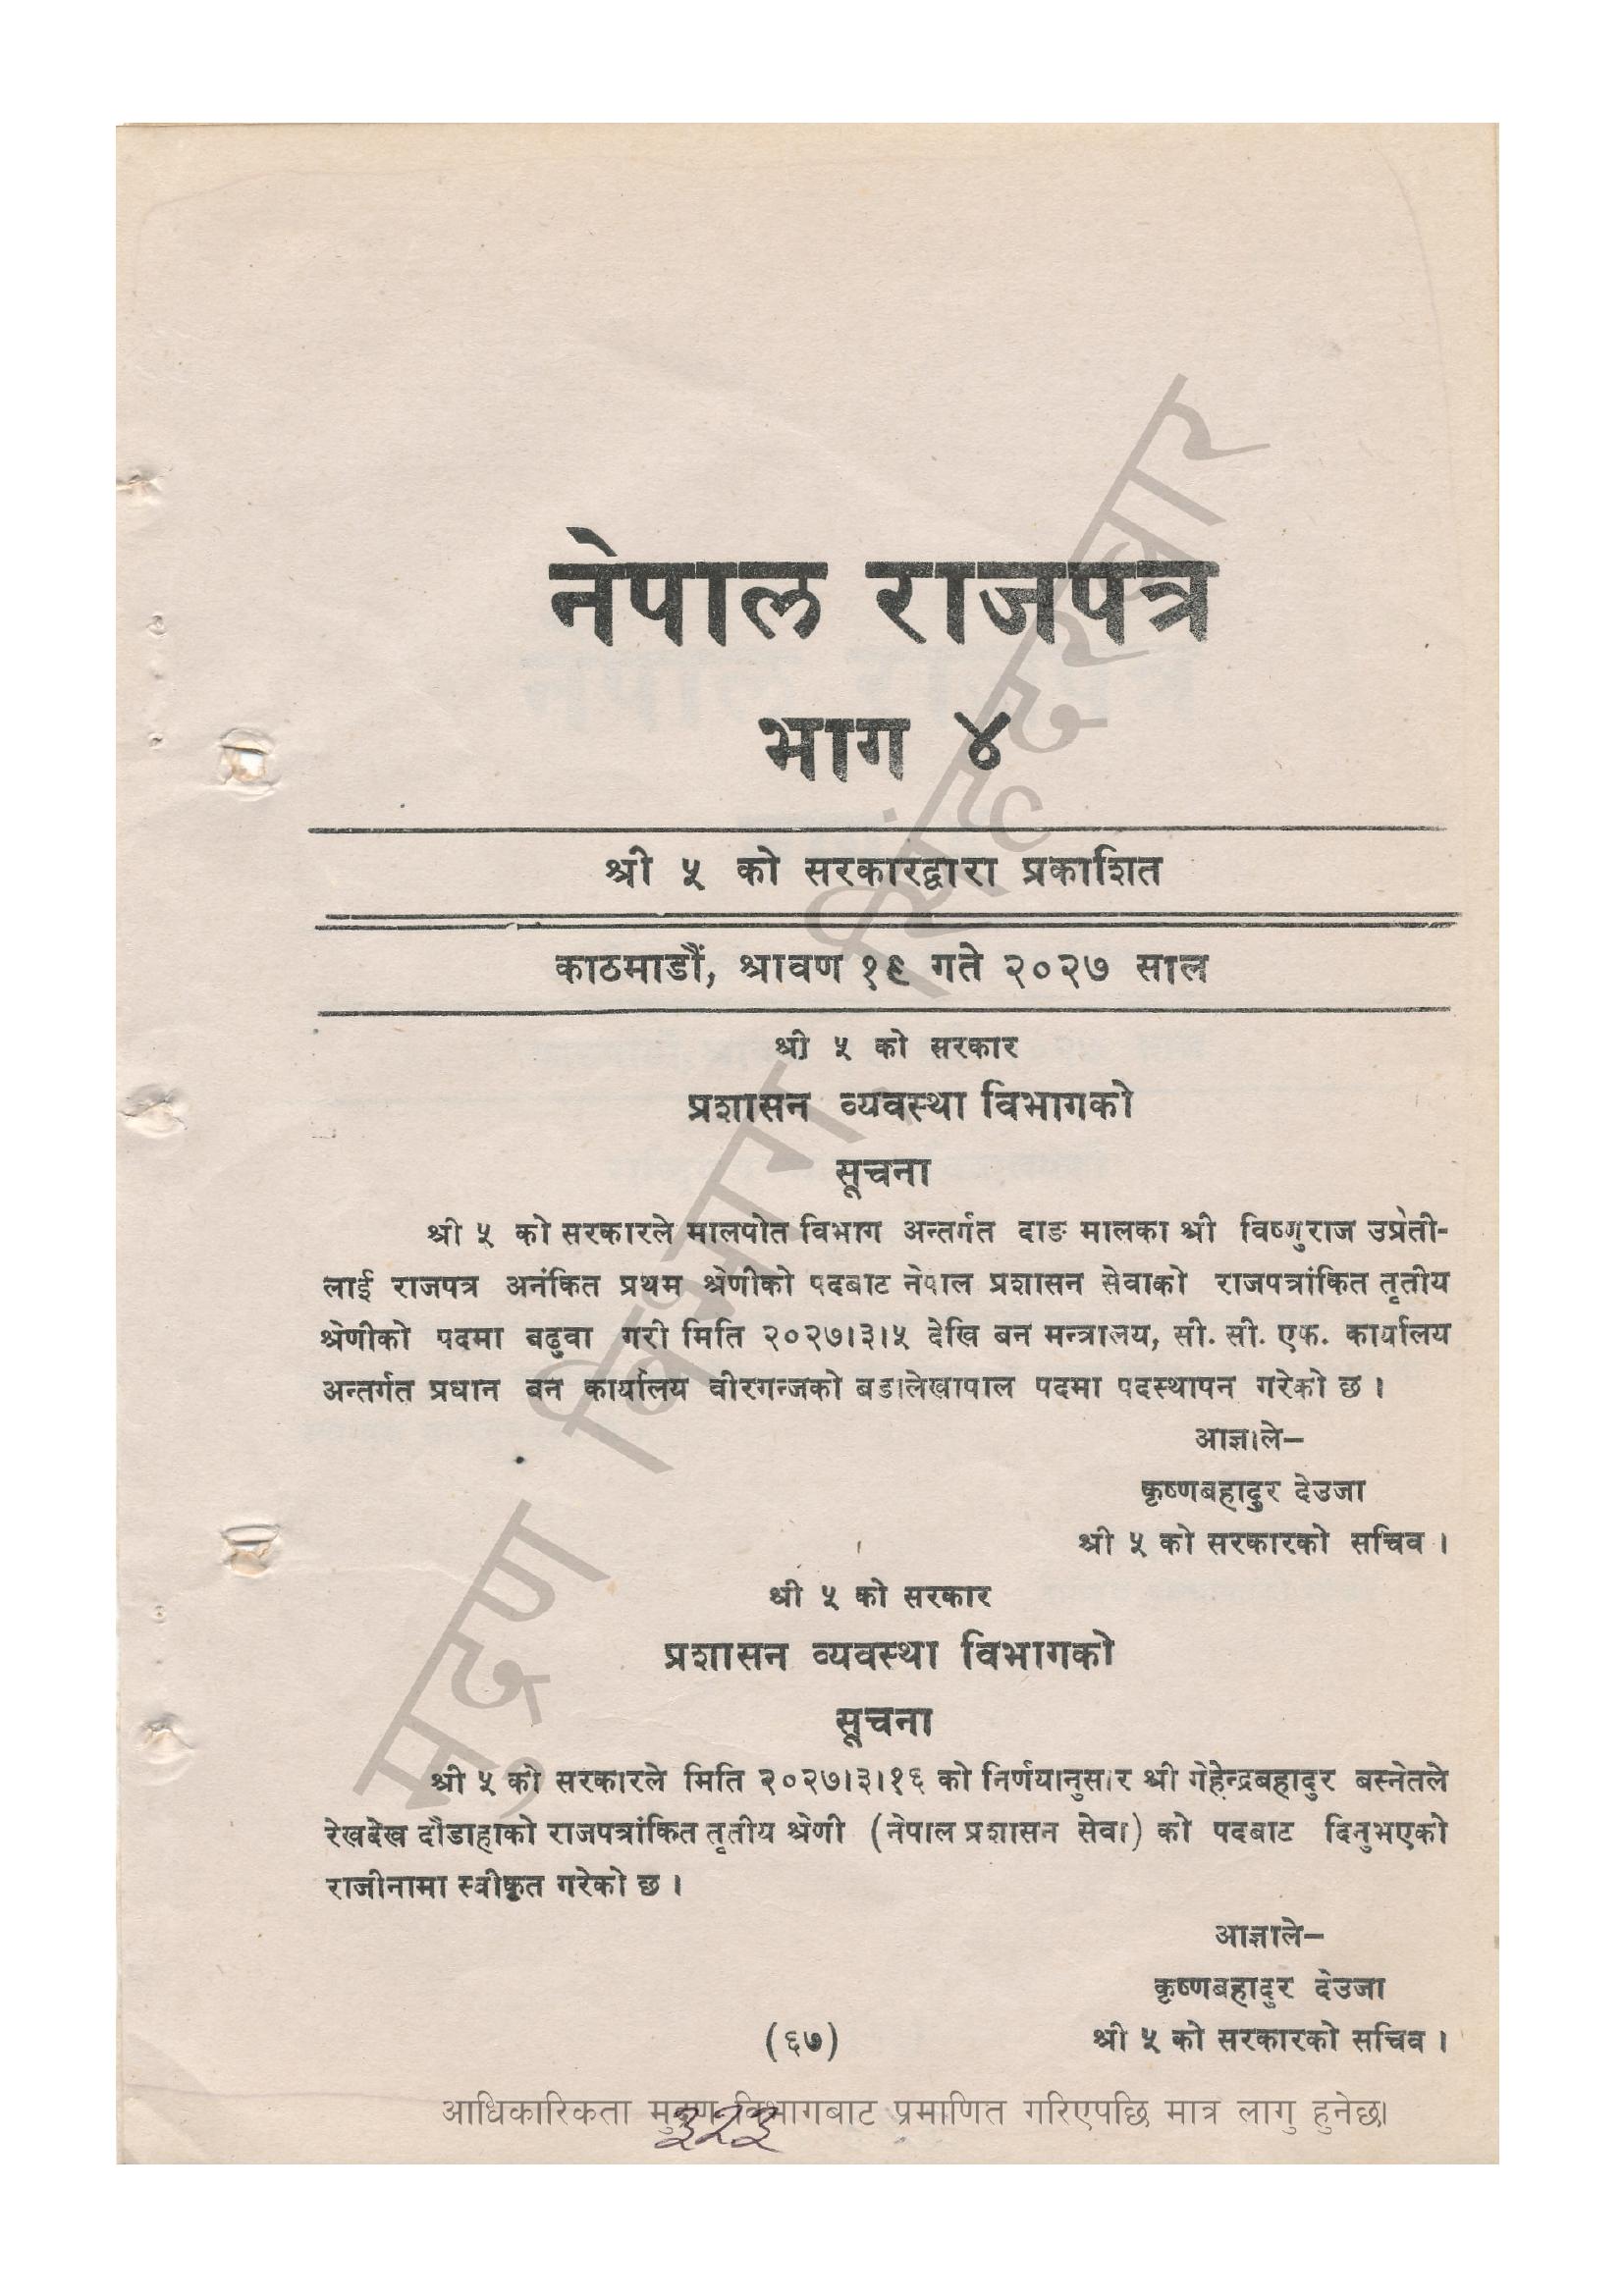 नेपाल राजपत्र
भाग ४
श्री ५ को सरकारद्वारा प्रकाशित
काठमाडौं, श्रावण १९ गते २०२७ साल
श्री ५ को सरकार
प्रशासन व्यवस्था विभागको
सूचना
श्री ५ को सरकारले मालपोत विभाग अन्तर्गत दाङ मालका श्री विष्णुराज उप्रेती-
लाई राजपत्र अनंकित प्रथम श्रेणीको पदबाट नेपाल प्रशासन सेवाको राजपत्रांकित तृतीय
श्रेणीको पदमा बढुवा गरी मिति २०२७।३।५ देखि बन मन्त्रालय, सी. सी. एफ. कार्यालय
अन्तर्गत प्रधान बन कार्यालय वीरगन्जको बडालेखापाल पदमा पदस्थापन गरेको छ ।
आज्ञाले—
कृष्णबहादुर देउजा
श्री ५ को सरकारको सचिव ।
श्री ५ को सरकार
प्रशासन व्यवस्था विभागको
सूचना
श्री ५ को सरकारले मिति २०२७।३।१६ को निर्णयानुसार श्री गेहेन्द्रबहादुर बस्नेतले
रेखदेख दौडाहाको राजपत्रांकित तृतीय श्रेणी (नेपाल प्रशासन सेवा) को पदबाट दिनुभएको
राजीनामा स्वीकृत गरेको छ ।
आज्ञाले—
कृष्णबहादुर देउजा
श्री ५ को सरकारको सचिव ।
(६७)
आधिकारिकता मुद्रण विभागबाट प्रमाणित गरिएपछि मात्र लागु हुनेछ।
३२३
मुद्रण विभाग, सिंहदरबार